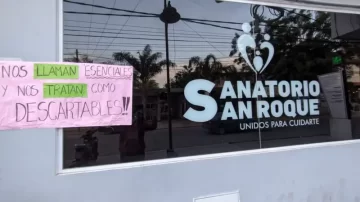 NOS LLAMAN ESENCIALES
Y NOS TRATAN COMO
DESCARTABLES!!
SANATORIO
SAN ROQUE
UNIDOS PARA CUIDARTE